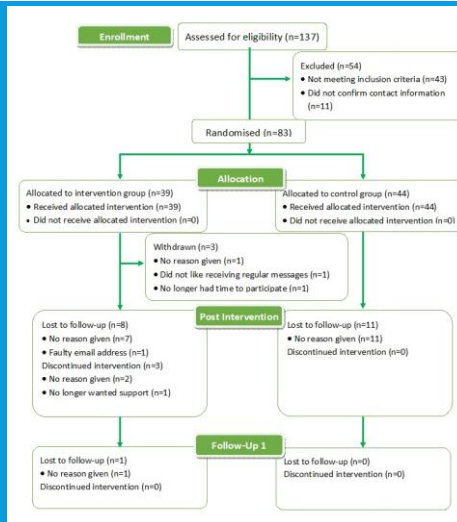 Enrollment
Assessed for eligibility (n=137)
Excluded (n=54)
• Not meeting inclusion criteria (n=43)
• Did not confirm contact information
(n=11)
Randomised (n=83)
Allocation
Allocated to intervention group (n=39)
• Received allocated intervention (n=39)
• Did not receive allocated intervention (n=0)
Allocated to control group (n=44)
• Received allocated intervention (n=44)
• Did not receive allocated intervention (n=0)
Withdrawn (n=3)
• No reason given (n=1)
• Did not like receiving regular messages (n=1)
• No longer had time to participate (n=1)
Post Intervention
Lost to follow-up (n=8)
• No reason given (n=7)
• Faulty email address (n=1)
Discontinued intervention (n=3)
• No reason given (n=2)
• No longer wanted support (n=1)
Lost to follow-up (n=11)
• No reason given (n=11)
Discontinued intervention (n=0)
Follow-Up 1
Lost to follow-up (n=1)
• No reason given (n=1)
Discontinued intervention (n=0)
Lost to follow-up (n=0)
Discontinued intervention (n=0)